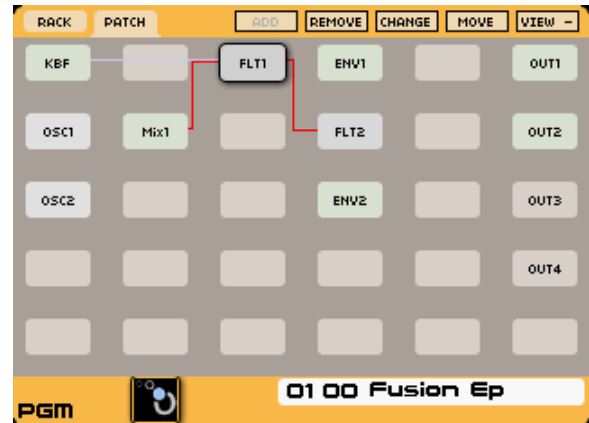 RACK PATCH ADD REMOVE CHANGE MOVE VIEW -
KBF FLT1 ENV1 OUT1
OSC1 Mix1 FLT2 OUT2
OSC2 ENV2 OUT3
OUT4
PGM 01 00 Fusion Ep